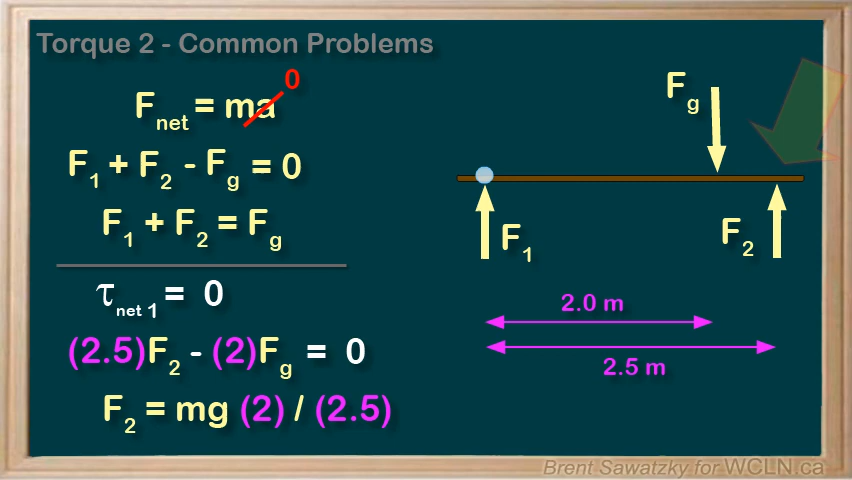 Torque 2 - Common Problems
F_net = ma 0
F_1 + F_2 - F_g = 0
F_1 + F_2 = F_g
τ_net 1 = 0
(2.5)F_2 - (2)F_g = 0
F_2 = mg (2) / (2.5)
F_g
F_1
F_2
2.0 m
2.5 m
Brent Sawatzky for WCLN.ca